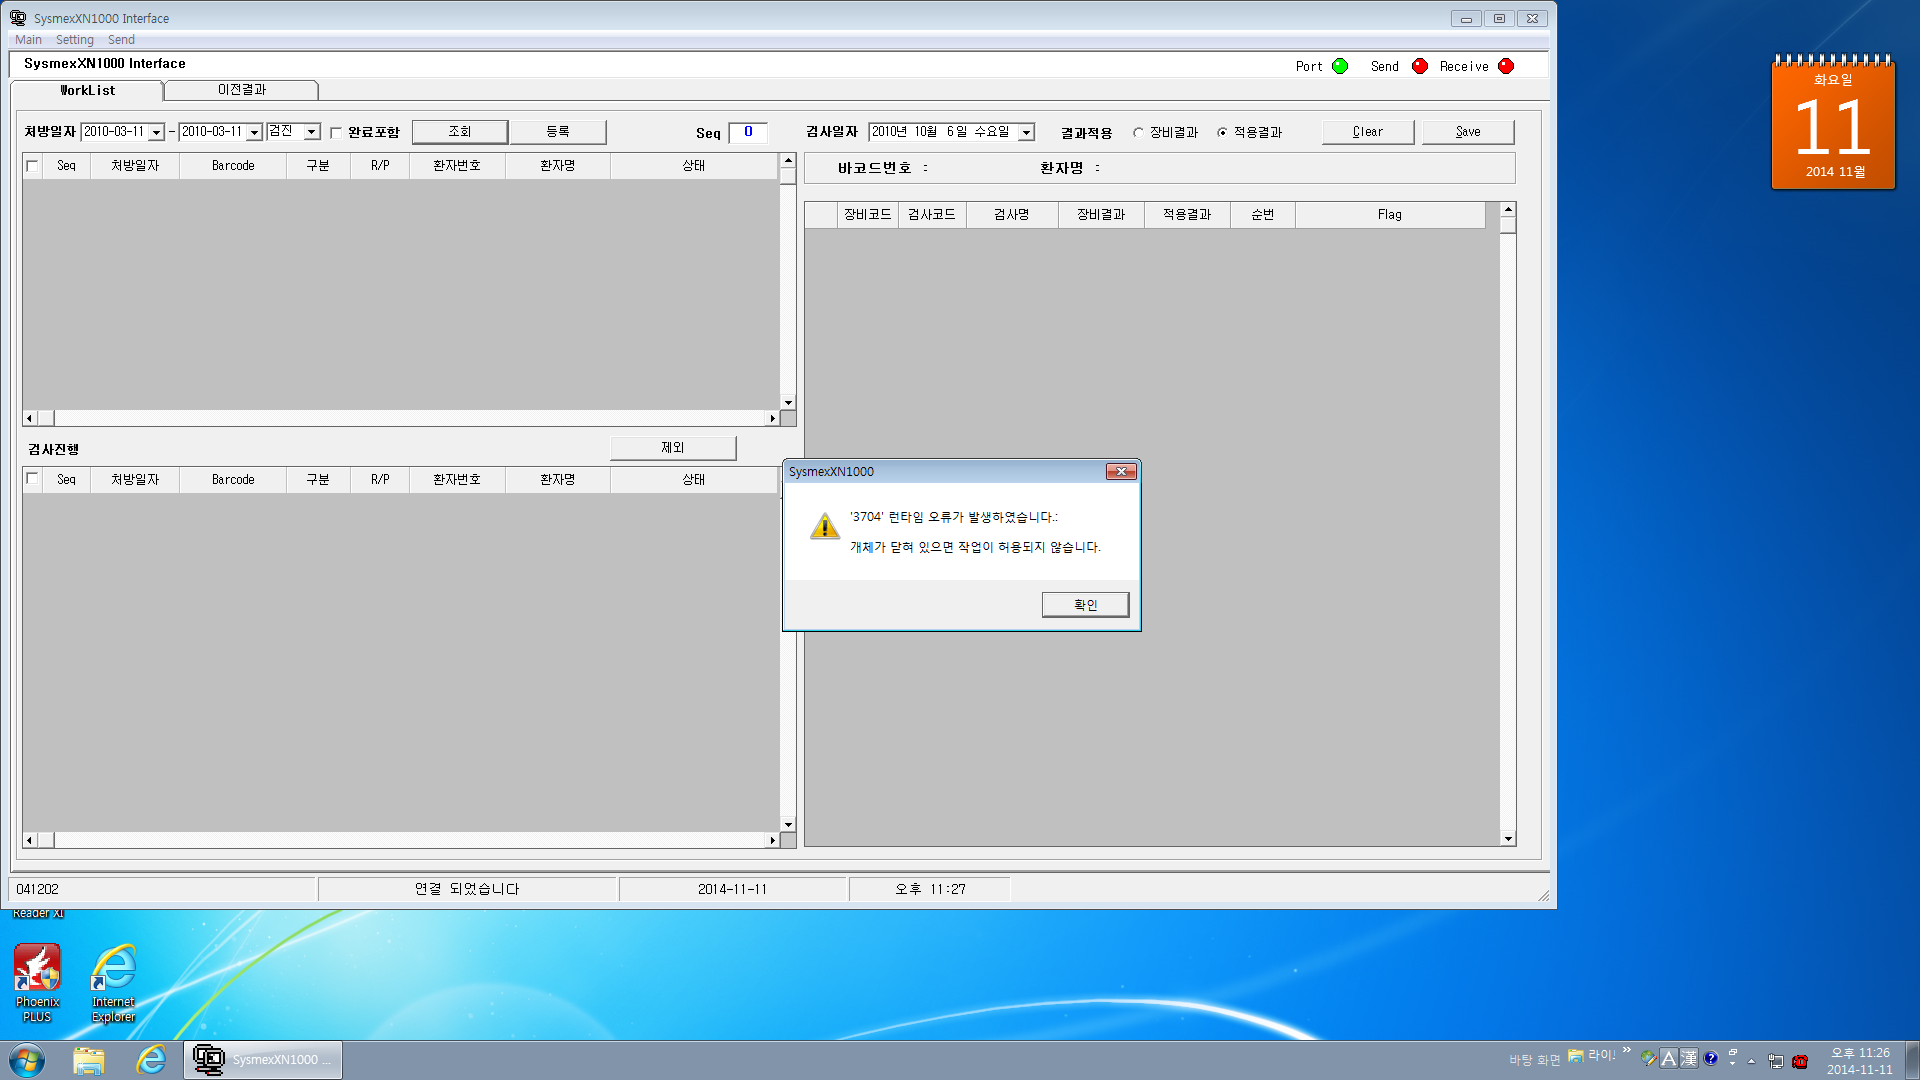 SysmexXN1000 Interface
Main Setting Send
SysmexXN1000 Interface
Port Send Receive
WorkList 이전결과
처방일자 2010-03-11 - 2010-03-11 검진 완료포함 조회 등록 Seq 0
검사일자 2010년 10월 6일 수요일 결과적용 장비결과 적용결과 Clear Save
Seq 처방일자 Barcode 구분 R/P 환자번호 환자명 상태
바코드번호 : 환자명 :
장비코드 검사코드 검사명 장비결과 적용결과 순번 Flag
검사진행 제외
Seq 처방일자 Barcode 구분 R/P 환자번호 환자명 상태
SysmexXN1000
'3704' 런타임 오류가 발생하였습니다.:
개체가 닫혀 있으면 작업이 허용되지 않습니다.
확인
041202 연결 되었습니다 2014-11-11 오후 11:27
화요일
11
2014 11월
Reader XI
Phoenix
PLUS
Internet
Explorer
SysmexXN1000 ...
바탕 화면 라이! A 漢
오후 11:26
2014-11-11